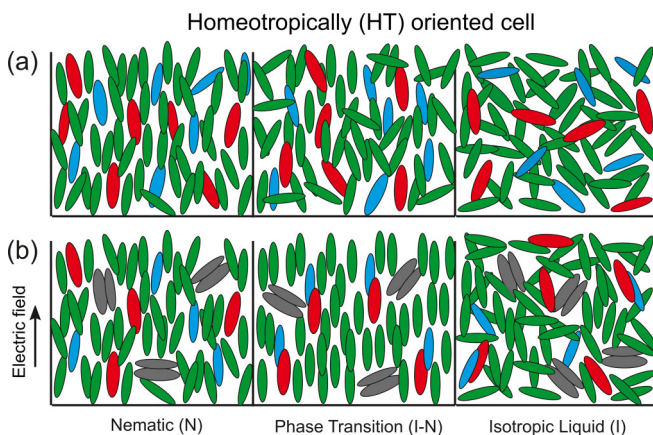 Homeotropically (HT) oriented cell
(a)
(b)
Electric field
Nematic (N)
Phase Transition (I-N)
Isotropic Liquid (I)